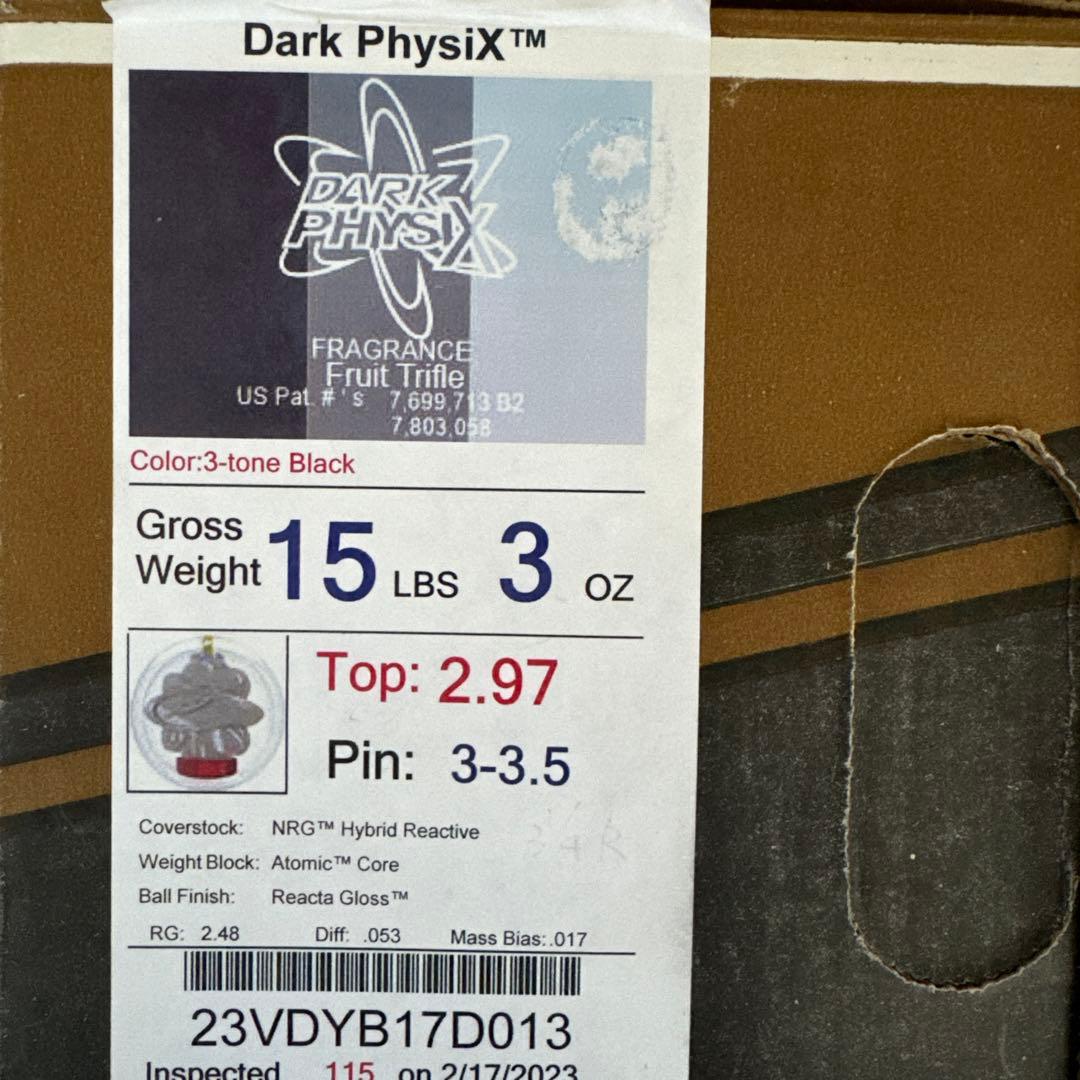 Dark PhysiX™
DARK
PHYSIX
FRAGRANCE
Fruit Trifle
US Pat. #'s 7,699,713 B2
7,803,058
Color:3-tone Black
Gross
Weight 15 LBS 3 OZ
Top: 2.97
Pin: 3-3.5
Coverstock: NRG™ Hybrid Reactive
Weight Block: Atomic™ Core
Ball Finish: Reacta Gloss™
RG: 2.48 Diff: .053 Mass Bias:.017
23VDYB17D013
Inspected 115 on 2/17/2023